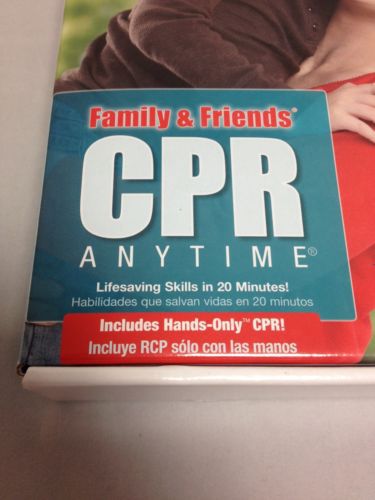 Family & Friends®
CPR
ANYTIME®
Lifesaving Skills in 20 Minutes!
Habilidades que salvan vidas en 20 minutos
Includes Hands-Only™ CPR!
Incluye RCP sólo con las manos